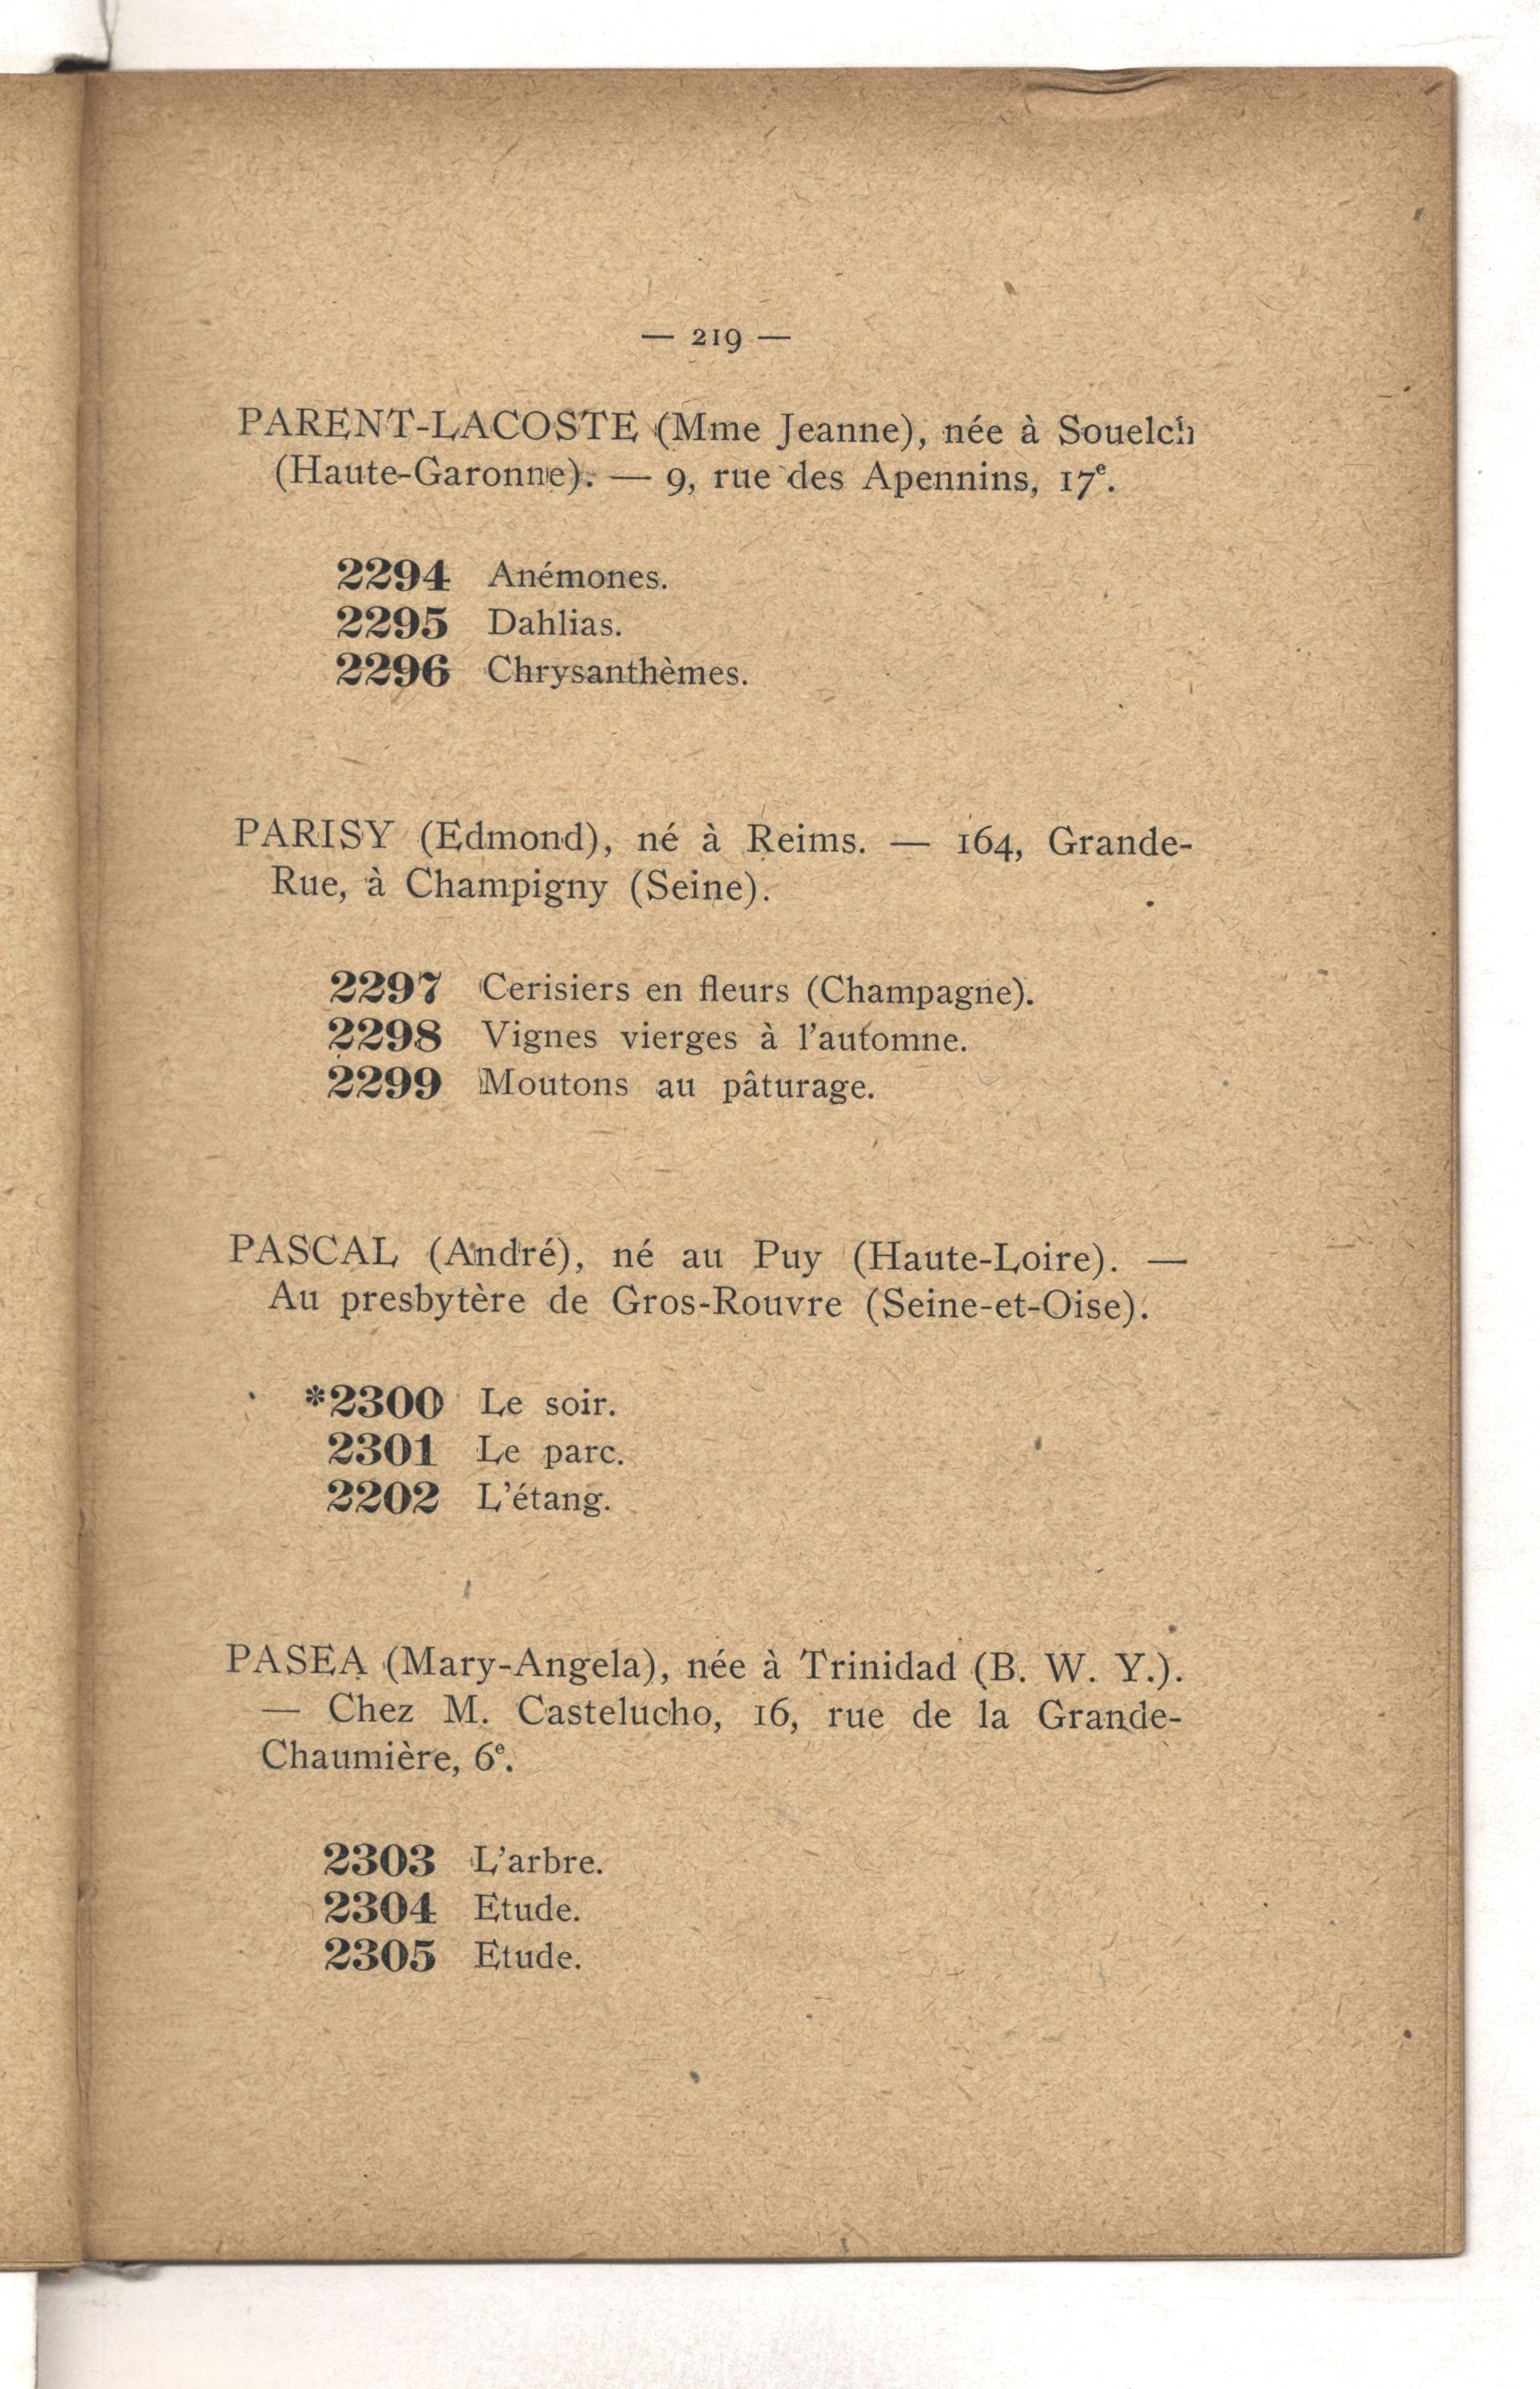 — 219 —
PARENT-LACOSTE (Mme Jeanne), née à Souelch
(Haute-Garonne). — 9, rue des Apennins, 17e.
2294 Anémones.
2295 Dahlias.
2296 Chrysanthèmes.
PARISY (Edmond), né à Reims. — 164, Grande-
Rue, à Champigny (Seine).
2297 Cerisiers en fleurs (Champagne).
2298 Vignes vierges à l'automne.
2299 Moutons au pâturage.
PASCAL (André), né au Puy (Haute-Loire). —
Au presbytère de Gros-Rouvre (Seine-et-Oise).
*2300 Le soir.
2301 Le parc.
2202 L'étang.
PASEA (Mary-Angela), née à Trinidad (B. W. Y.).
— Chez M. Castelucho, 16, rue de la Grande-
Chaumière, 6e.
2303 L'arbre.
2304 Etude.
2305 Etude.